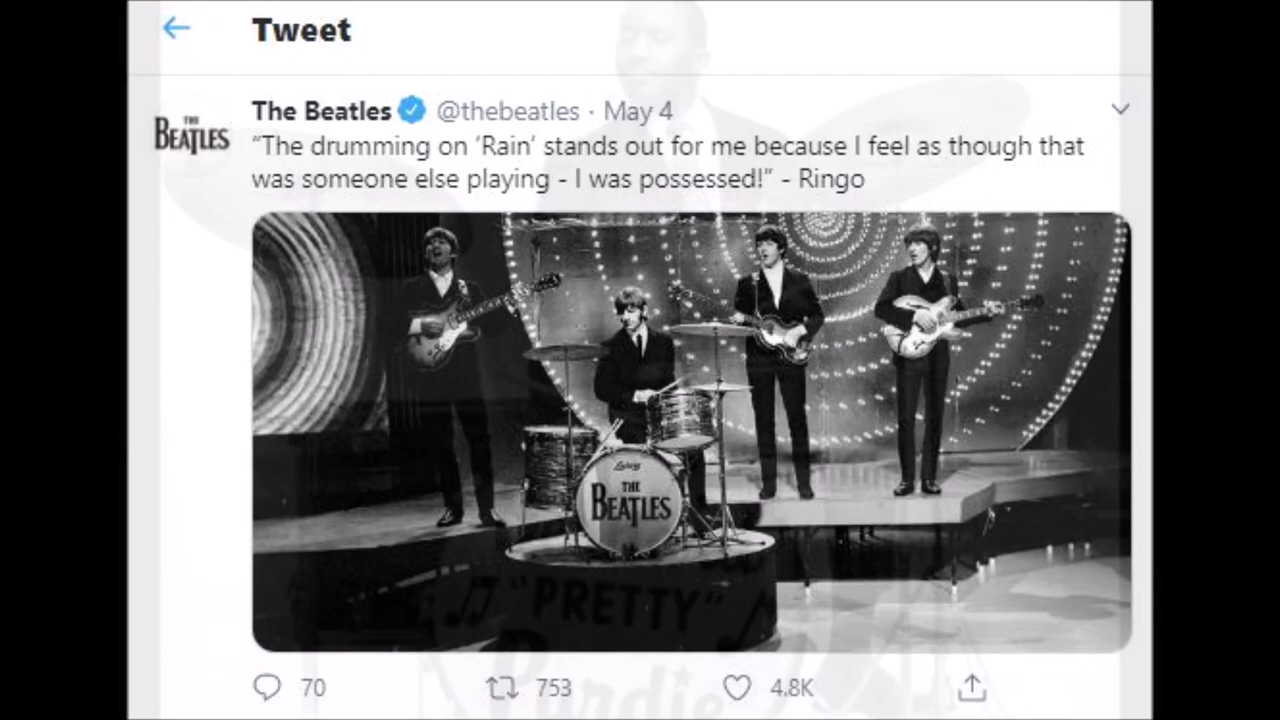 Tweet
The Beatles @thebeatles · May 4
THE
BEATLES
“The drumming on ‘Rain’ stands out for me because I feel as though that
was someone else playing - I was possessed!” - Ringo
Ludwig
THE
BEATLES
"PRETTY"
Purdie
70 753 4.8K